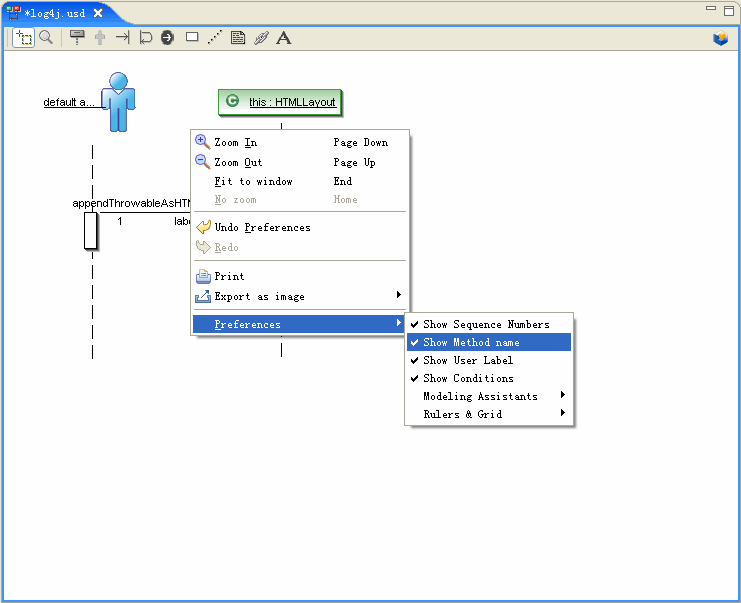 *log4j.usd
default a...
this : HTMLLayout
Zoom In Page Down
Zoom Out Page Up
Fit to window End
No zoom Home
appendThrowableAsHTM
1 labe
Undo Preferences
Redo
Print
Export as image
Preferences
Show Sequence Numbers
Show Method name
Show User Label
Show Conditions
Modeling Assistants
Rulers & Grid